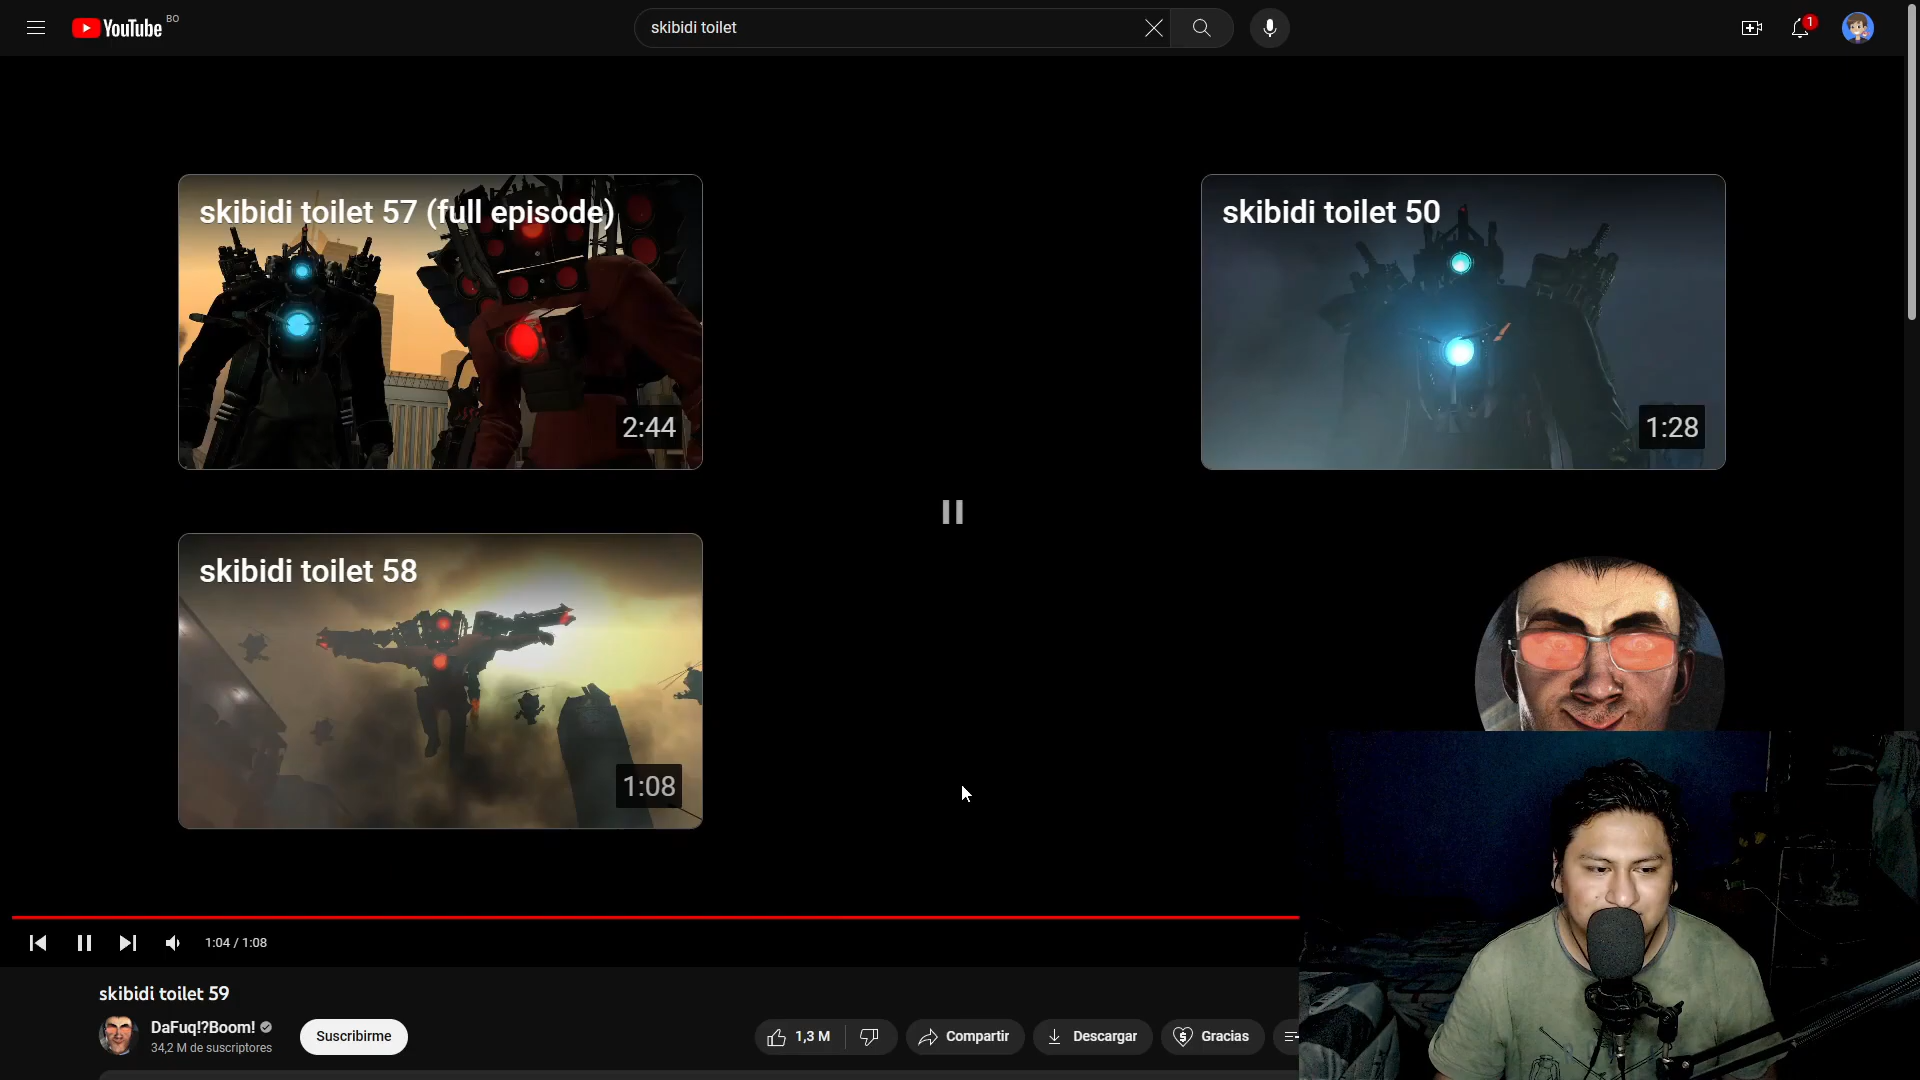 YouTube BO
skibidi toilet
1
skibidi toilet 57 (full episode)
2:44
skibidi toilet 50
1:28
skibidi toilet 58
1:08
1:04 / 1:08
skibidi toilet 59
DaFuq!?Boom!
34,2 M de suscriptores
Suscribirme
1,3 M
Compartir
Descargar
Gracias